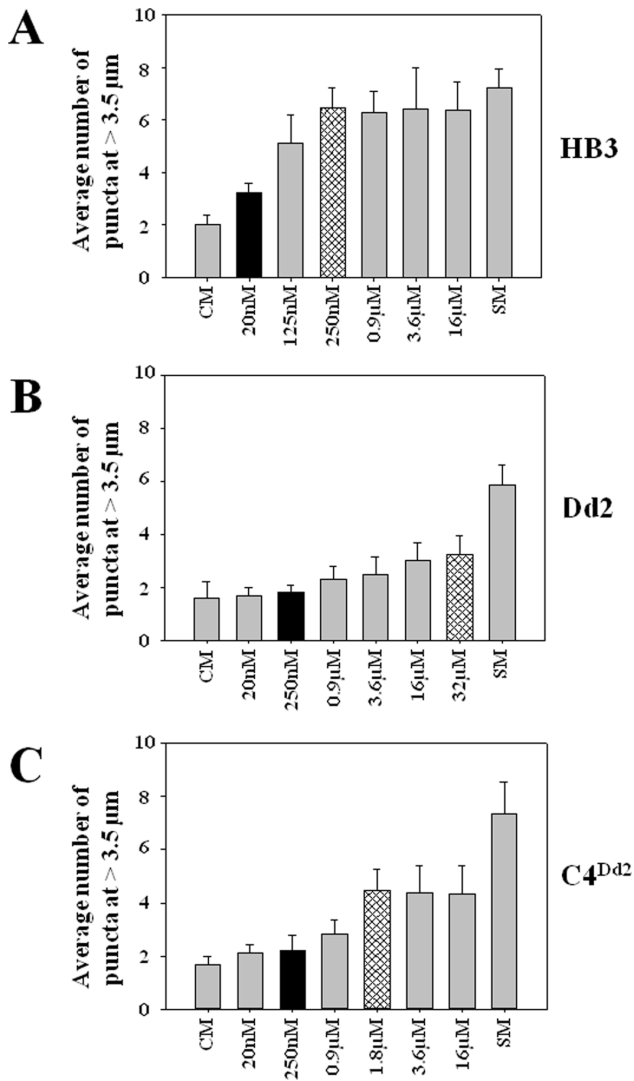 A
Average number of
puncta at > 3.5 µm
10
8
6
4
2
0
CM
20nM
125nM
250nM
0.9µM
3.6µM
16µM
SM
HB3
B
Average number of
puncta at > 3.5 µm
10
8
6
4
2
0
CM
20nM
250nM
0.9µM
3.6µM
16µM
32µM
SM
Dd2
C
Average number of
puncta at > 3.5 µm
10
8
6
4
2
0
CM
20nM
250nM
0.9µM
1.8µM
3.6µM
16µM
SM
C4Dd2